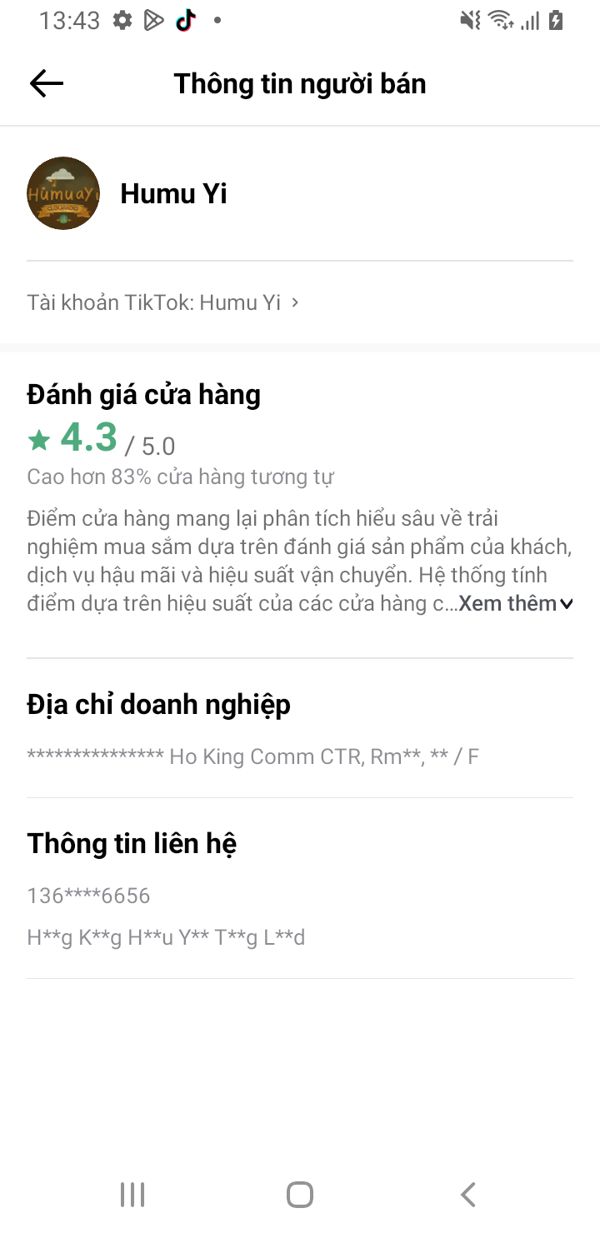 13:43
Thông tin người bán
HumuaYi
Humu Yi
Tài khoản TikTok: Humu Yi >
Đánh giá cửa hàng
★ 4.3 / 5.0
Cao hơn 83% cửa hàng tương tự
Điểm cửa hàng mang lại phân tích hiểu sâu về trải
nghiệm mua sắm dựa trên đánh giá sản phẩm của khách,
dịch vụ hậu mãi và hiệu suất vận chuyển. Hệ thống tính
điểm dựa trên hiệu suất của các cửa hàng c...Xem thêm
Địa chỉ doanh nghiệp
*************** Ho King Comm CTR, Rm**, ** / F
Thông tin liên hệ
136****6656
H**g K**g H**u Y** T**g L**d